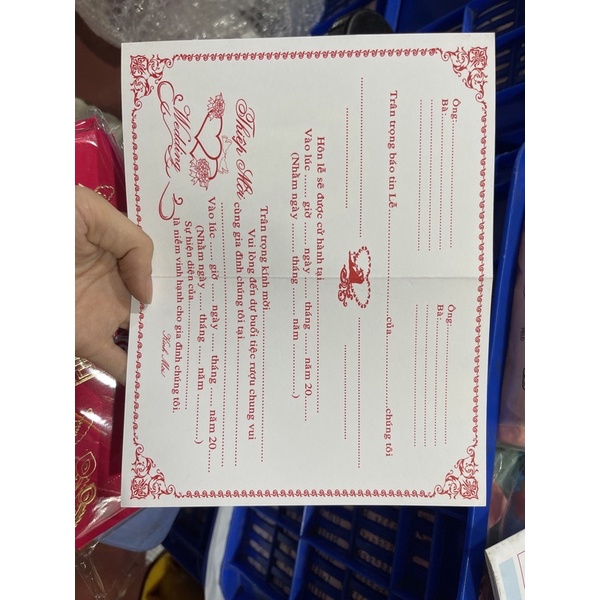 Ông:........................ Ông:........................
Bà:.......................... Bà:..........................
Trân trọng báo tin Lễ ........................của........................chúng tôi
Hôn lễ sẽ được cử hành tại
Vào lúc ...... giờ ...... ngày ...... tháng ...... năm 20......
(Nhằm ngày ...... tháng ...... năm ......)
Wedding
Thiệp Mời
Trân trọng kính mời........................
Vui lòng đến dự buổi tiệc rượu chung vui
cùng gia đình chúng tôi tại........................
Vào lúc ...... giờ ...... ngày ...... tháng ...... năm 20......
(Nhằm ngày ...... tháng ...... năm ......)
Sự hiện diện của........................
là niềm vinh hạnh cho gia đình chúng tôi.
Kính Mời